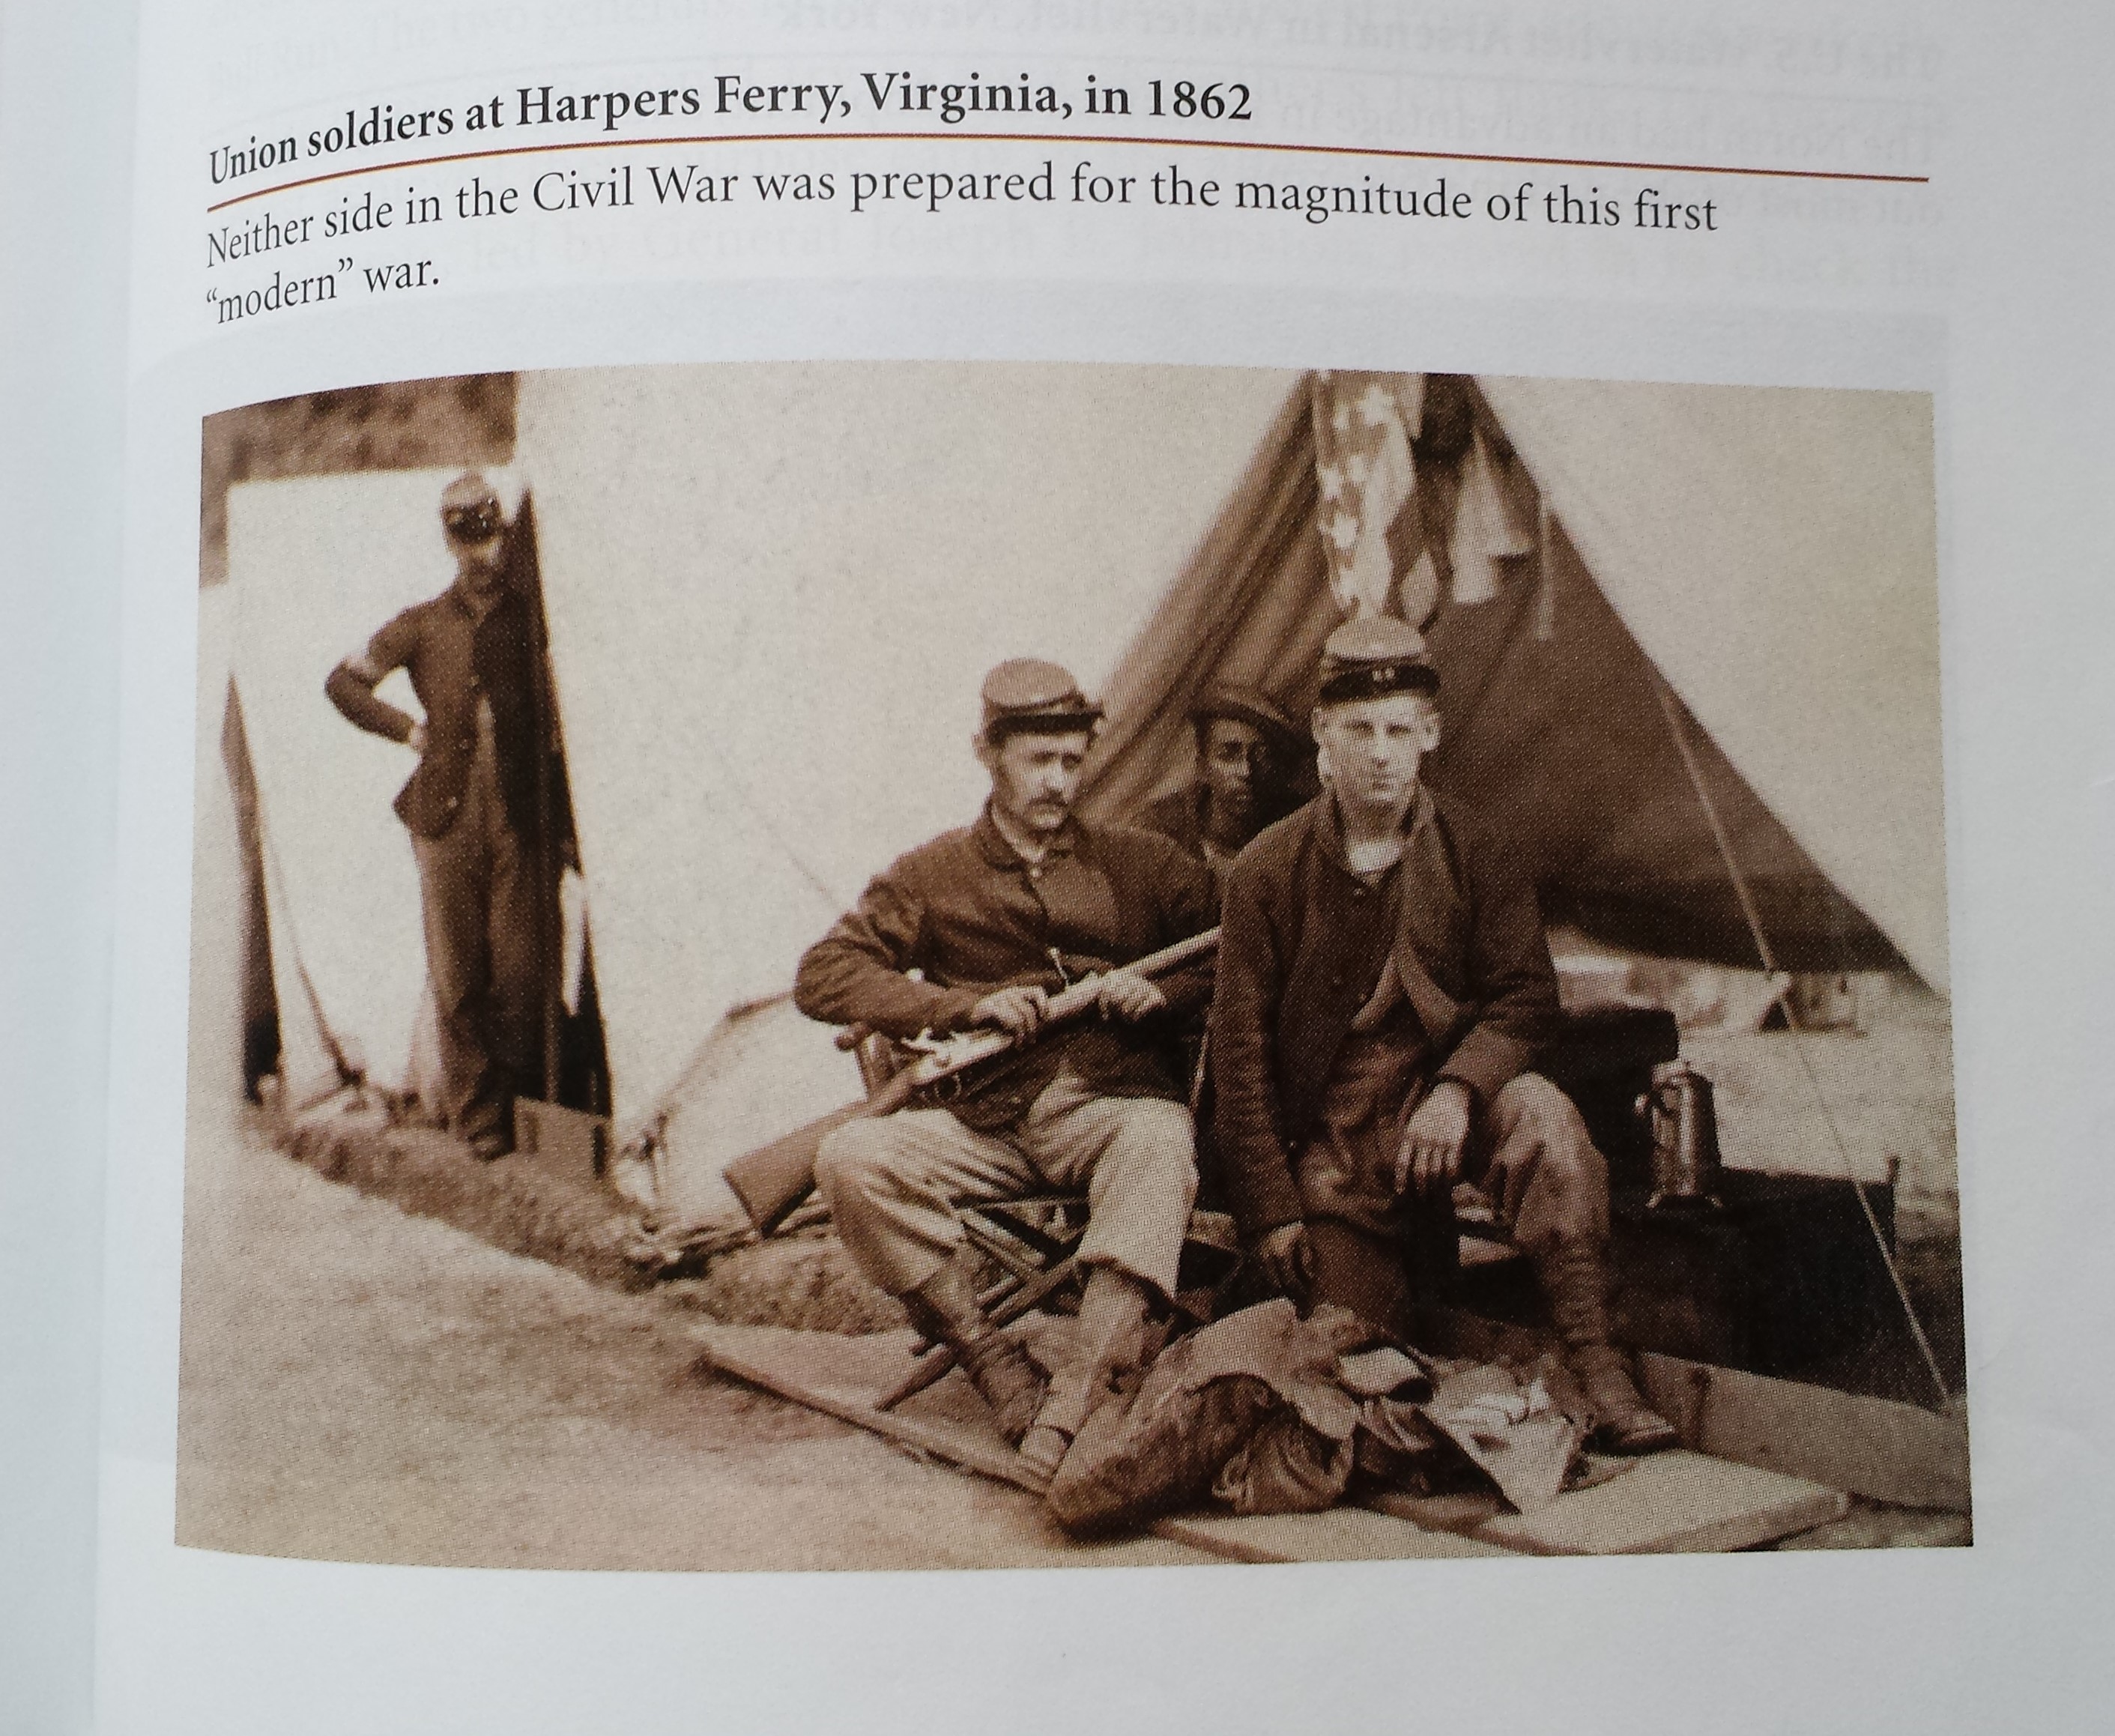 Union soldiers at Harpers Ferry, Virginia, in 1862
Neither side in the Civil War was prepared for the magnitude of this first
“modern” war.